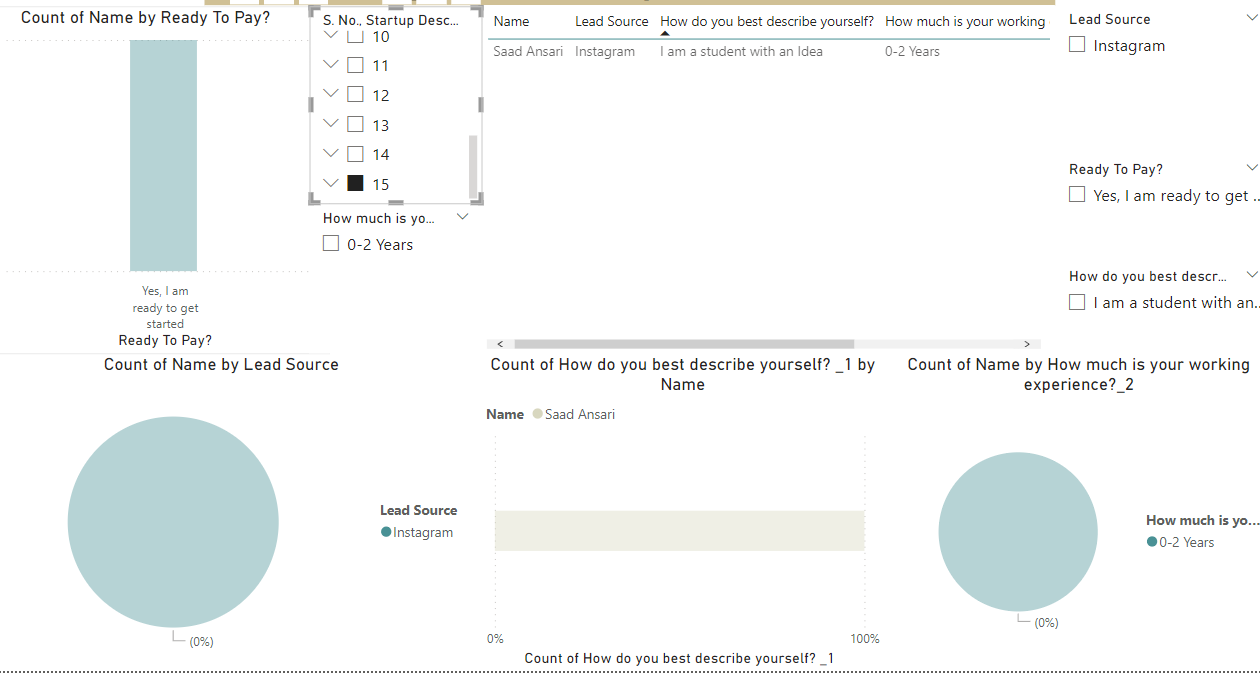 Count of Name by Ready To Pay?
Yes, I am
ready to get
started
Ready To Pay?
S. No., Startup Desc...
10
11
12
13
14
15
How much is yo...
0-2 Years
Name Lead Source How do you best describe yourself? How much is your working
Saad Ansari Instagram I am a student with an Idea 0-2 Years
Lead Source
Instagram
Ready To Pay?
Yes, I am ready to get ...
How do you best descr...
I am a student with an...
Count of Name by Lead Source
Lead Source
Instagram
(0%)
Count of How do you best describe yourself? _1 by
Name
Name Saad Ansari
0% 100%
Count of How do you best describe yourself? _1
Count of Name by How much is your working
experience?_2
How much is yo...
0-2 Years
(0%)